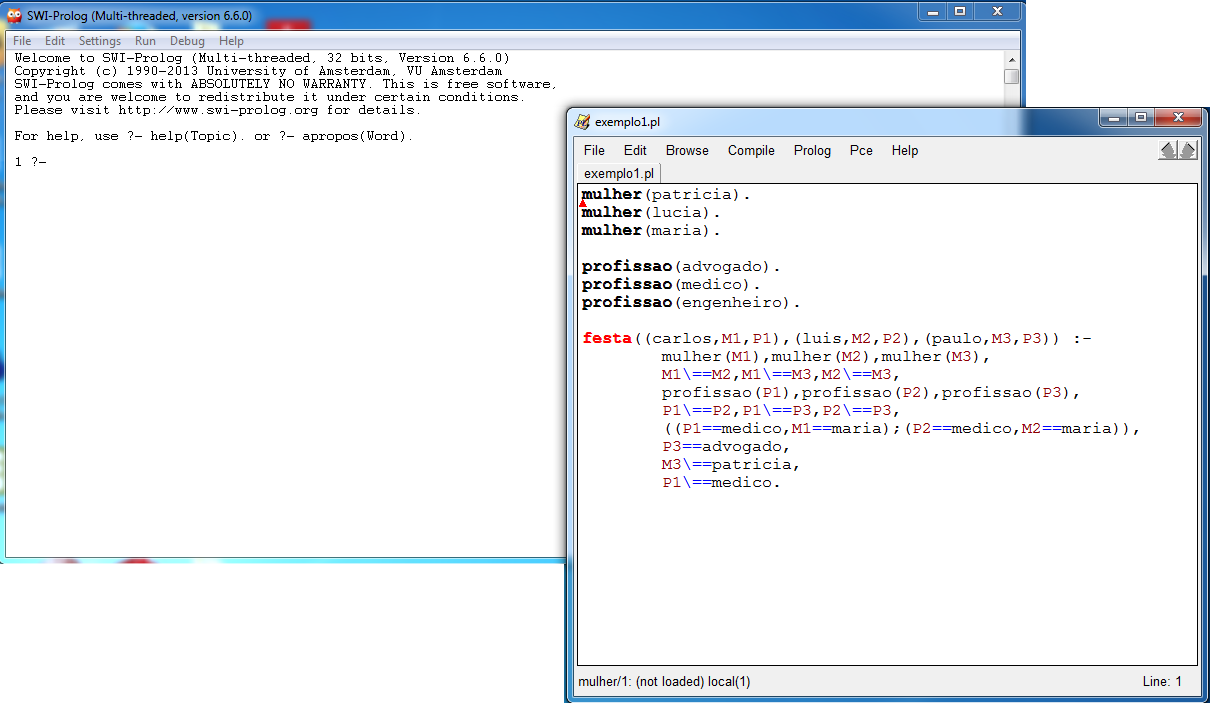 SWI-Prolog (Multi-threaded, version 6.6.0)
File Edit Settings Run Debug Help
Welcome to SWI-Prolog (Multi-threaded, 32 bits, Version 6.6.0)
Copyright (c) 1990-2013 University of Amsterdam, VU Amsterdam
SWI-Prolog comes with ABSOLUTELY NO WARRANTY. This is free software,
and you are welcome to redistribute it under certain conditions.
Please visit http://www.swi-prolog.org for details.
For help, use ?- help(Topic). or ?- apropos(Word).
1 ?-
exemplo1.pl
File Edit Browse Compile Prolog Pce Help
exemplo1.pl
mulher(patricia).
mulher(lucia).
mulher(maria).
profissao(advogado).
profissao(medico).
profissao(engenheiro).
festa((carlos,M1,P1),(luis,M2,P2),(paulo,M3,P3)) :-
mulher(M1),mulher(M2),mulher(M3),
M1\==M2,M1\==M3,M2\==M3,
profissao(P1),profissao(P2),profissao(P3),
P1\==P2,P1\==P3,P2\==P3,
((P1==medico,M1==maria);(P2==medico,M2==maria)),
P3==advogado,
M3\==patricia,
P1\==medico.
mulher/1: (not loaded) local(1)
Line: 1